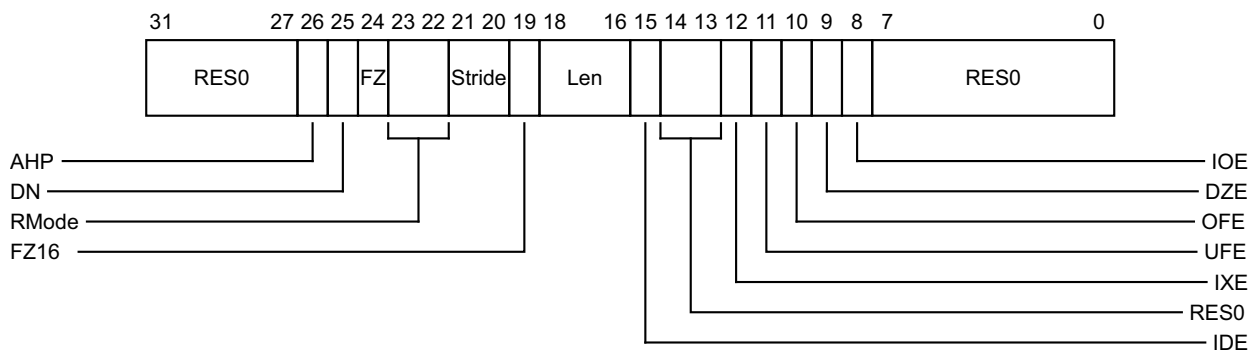 31 27 26 25 24 23 22 21 20 19 18 16 15 14 13 12 11 10 9 8 7 0
RES0 FZ Stride Len RES0
AHP IOE
DN DZE
RMode OFE
FZ16 UFE
IXE
RES0
IDE